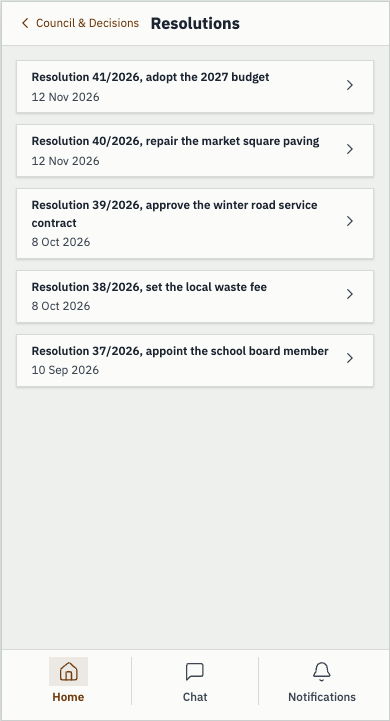 Council & Decisions Resolutions
Resolution 41/2026, adopt the 2027 budget
12 Nov 2026
Resolution 40/2026, repair the market square paving
12 Nov 2026
Resolution 39/2026, approve the winter road service
contract
8 Oct 2026
Resolution 38/2026, set the local waste fee
8 Oct 2026
Resolution 37/2026, appoint the school board member
10 Sep 2026
Home Chat Notifications